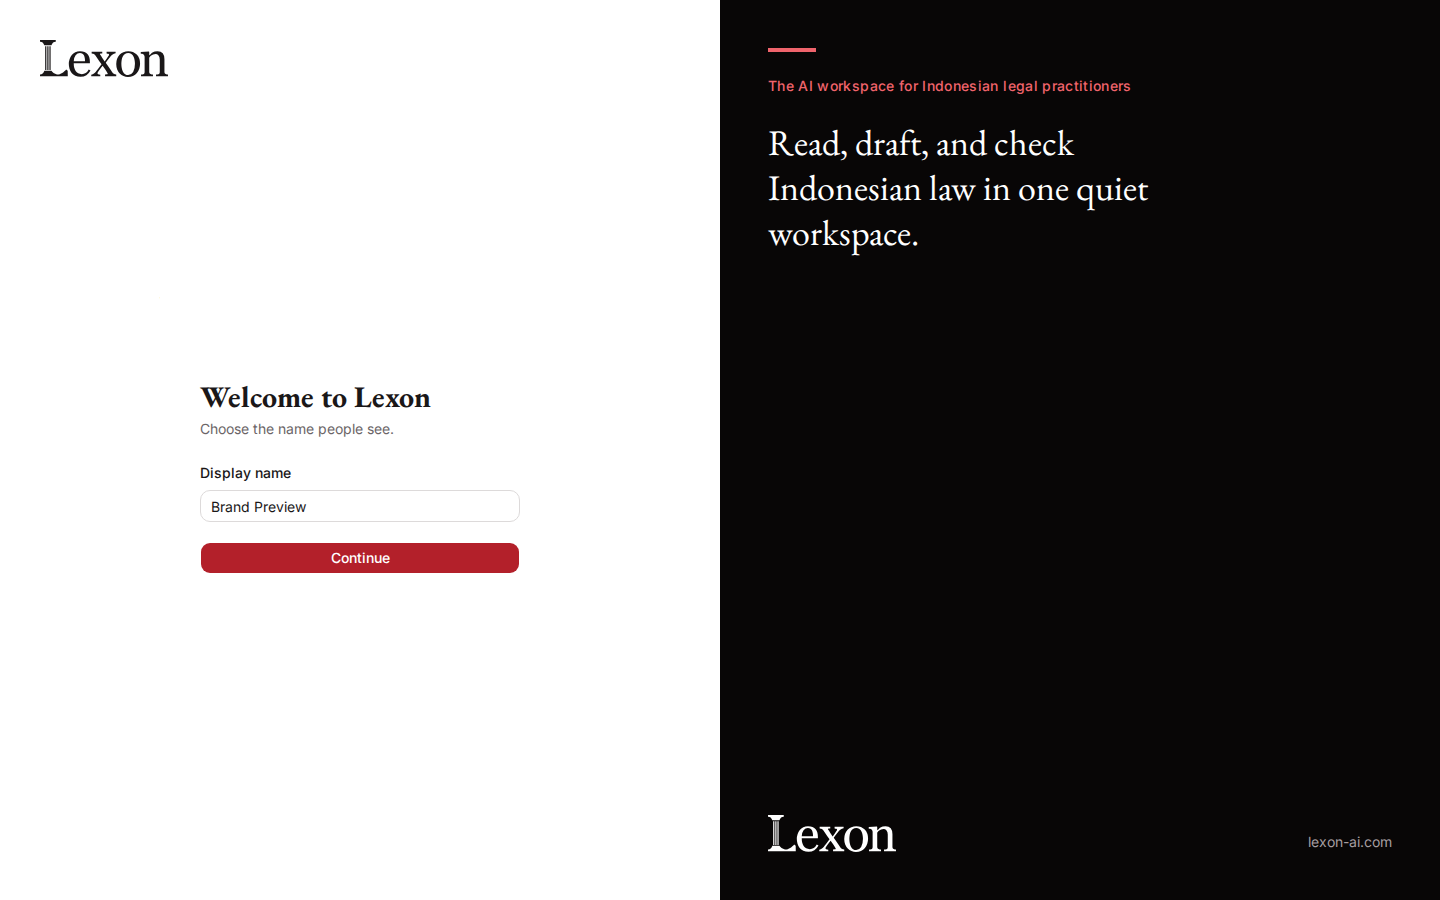 Lexon
Welcome to Lexon
Choose the name people see.
Display name
Brand Preview
Continue
The AI workspace for Indonesian legal practitioners
Read, draft, and check
Indonesian law in one quiet
workspace.
Lexon
lexon-ai.com